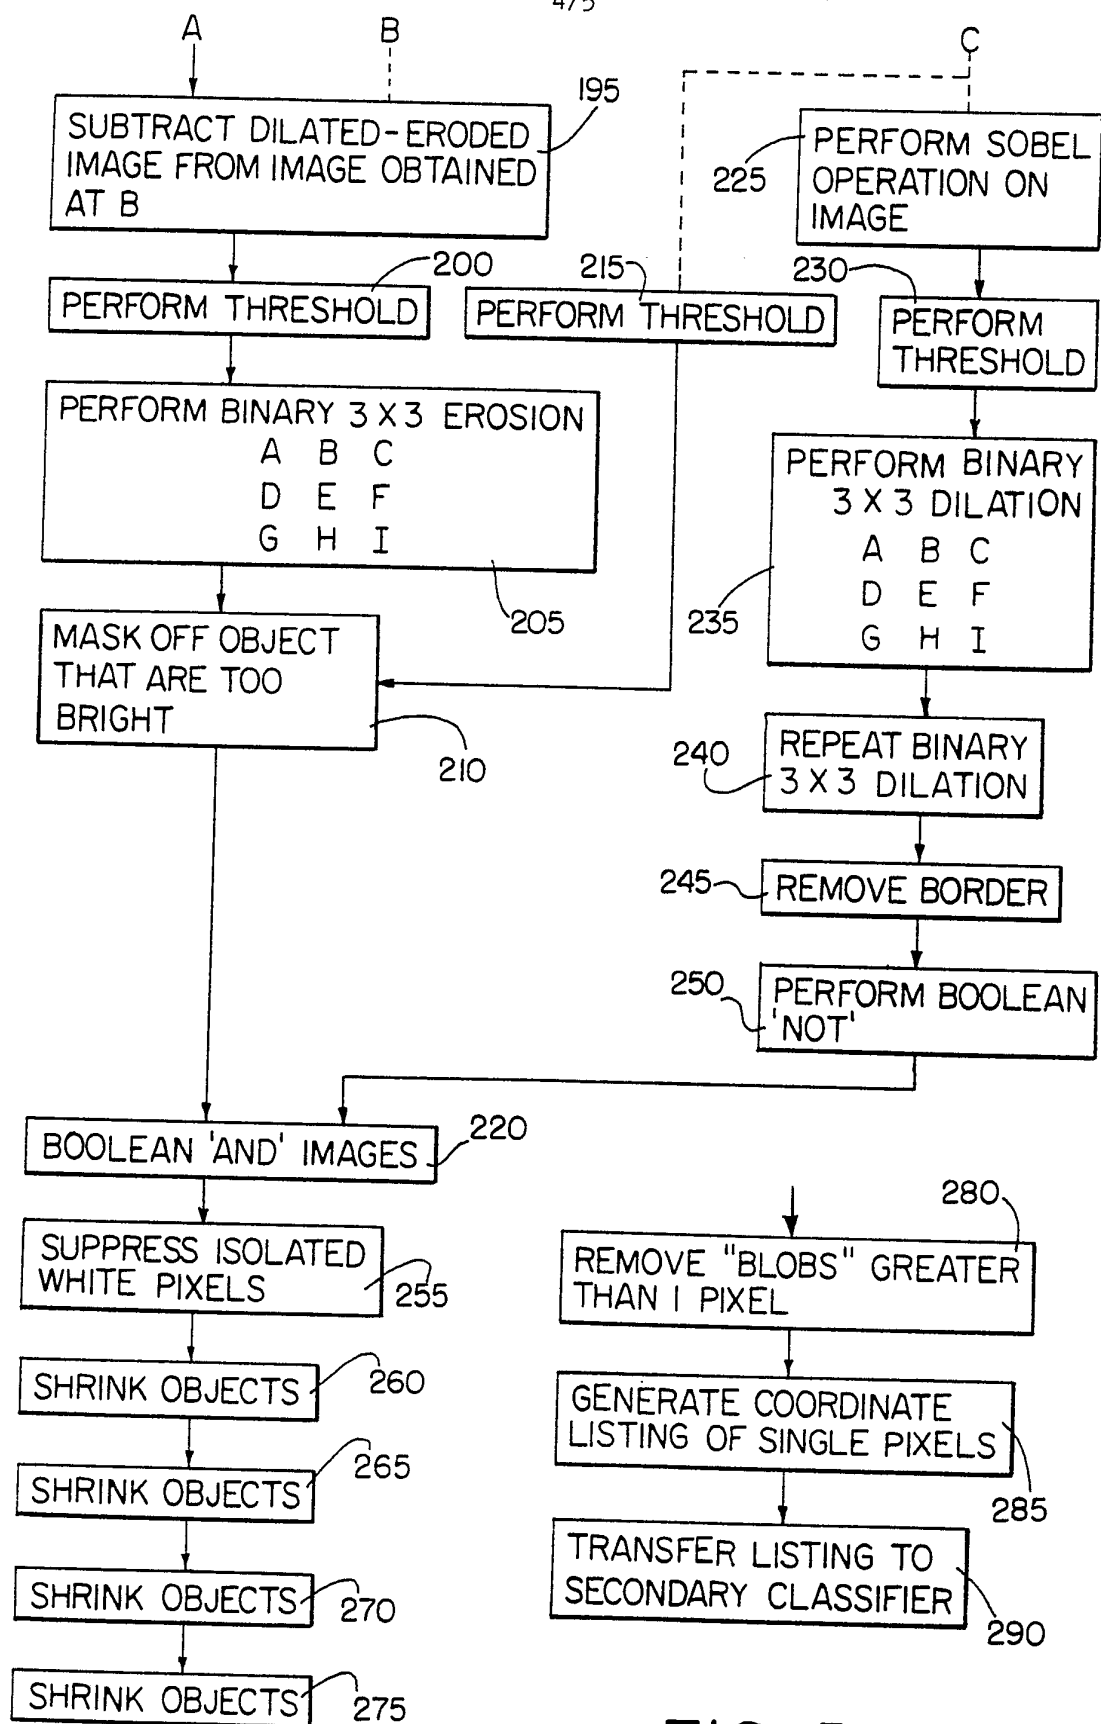 4/5
A
B
C
195
SUBTRACT DILATED-ERODED
IMAGE FROM IMAGE OBTAINED
AT B
225
PERFORM SOBEL
OPERATION ON
IMAGE
200
PERFORM THRESHOLD
215
PERFORM THRESHOLD
230
PERFORM
THRESHOLD
PERFORM BINARY 3 X 3 EROSION
A B C
D E F
G H I
205
PERFORM BINARY
3 X 3 DILATION
A B C
D E F
G H I
235
MASK OFF OBJECT
THAT ARE TOO
BRIGHT
210
240
REPEAT BINARY
3 X 3 DILATION
245
REMOVE BORDER
250
PERFORM BOOLEAN
'NOT'
BOOLEAN 'AND' IMAGES
220
SUPPRESS ISOLATED
WHITE PIXELS
255
SHRINK OBJECTS
260
SHRINK OBJECTS
265
SHRINK OBJECTS
270
SHRINK OBJECTS
275
280
REMOVE "BLOBS" GREATER
THAN 1 PIXEL
GENERATE COORDINATE
LISTING OF SINGLE PIXELS
285
TRANSFER LISTING TO
SECONDARY CLASSIFIER
290